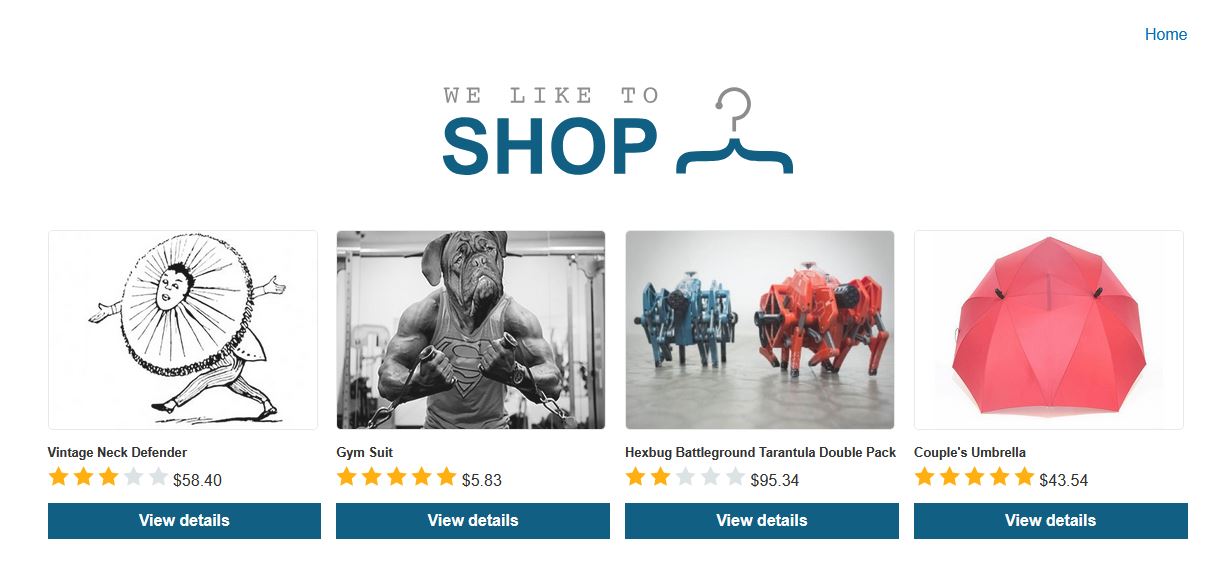 Home
WE LIKE TO
SHOP
Vintage Neck Defender
$58.40
View details
Gym Suit
$5.83
View details
Hexbug Battleground Tarantula Double Pack
$95.34
View details
Couple's Umbrella
$43.54
View details